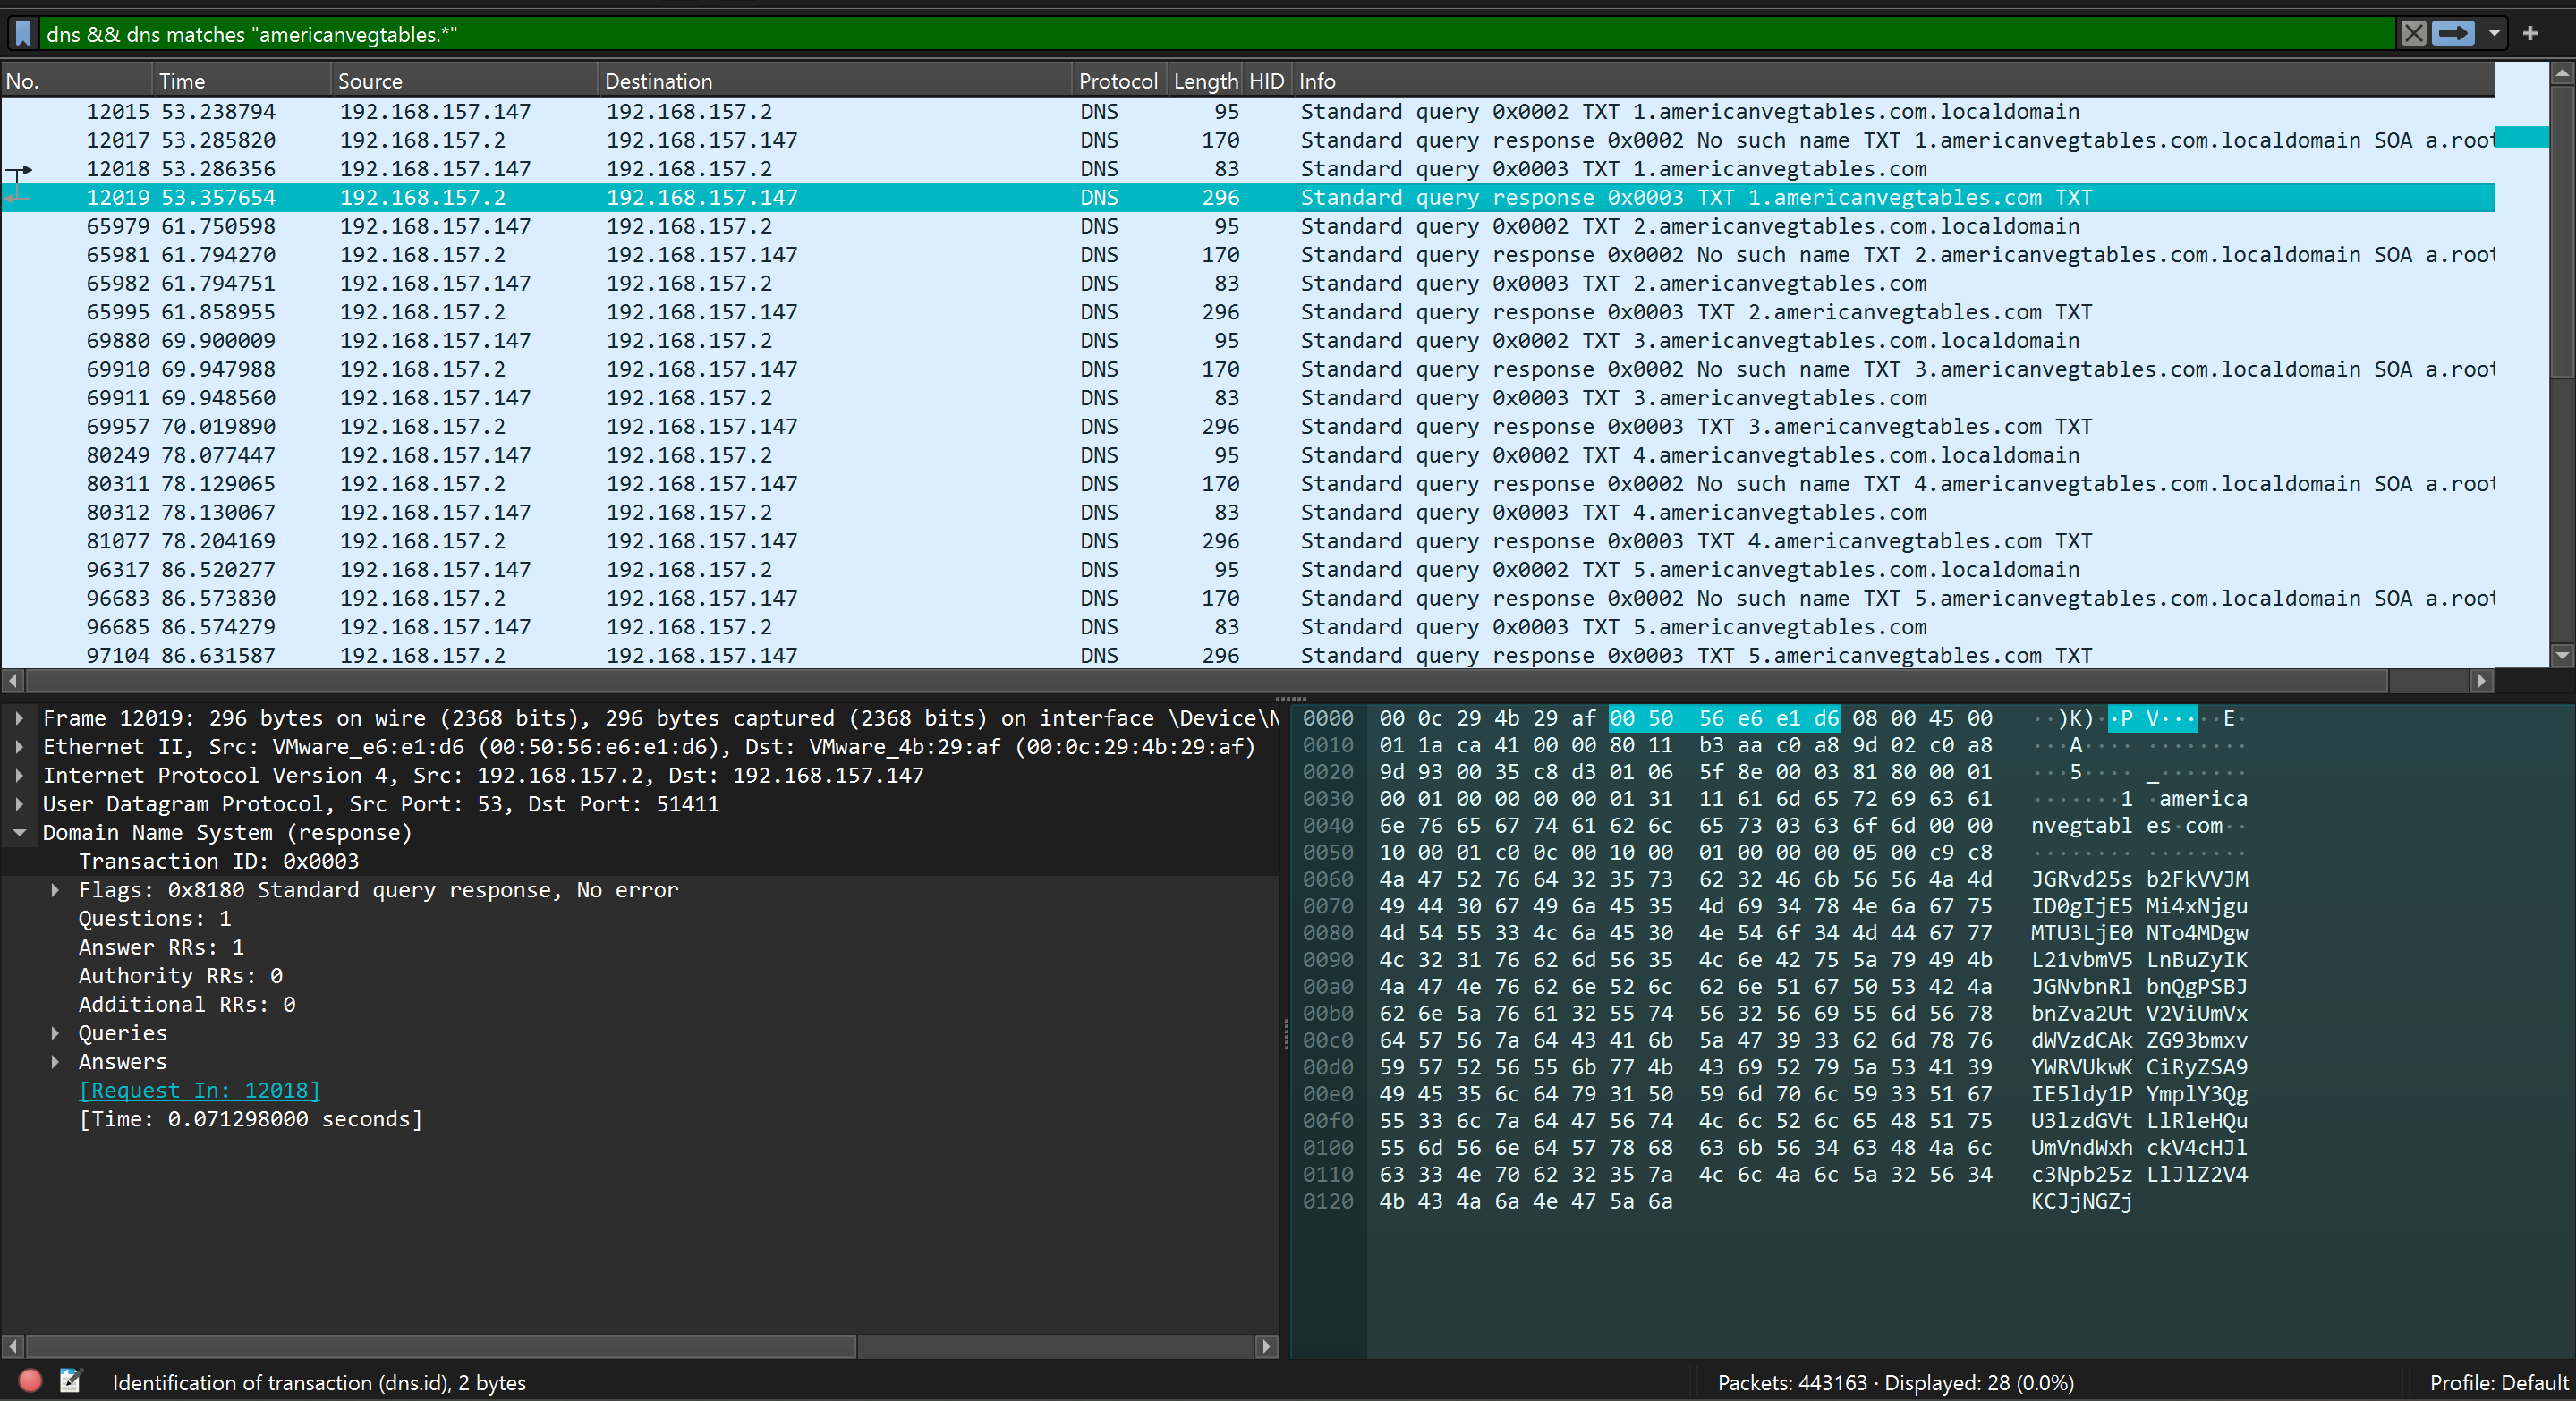 dns && dns matches "americanvegtables.*"
No. Time Source Destination Protocol Length HID Info
12015 53.238794 192.168.157.147 192.168.157.2 DNS 95 Standard query 0x0002 TXT 1.americanvegtables.com.localdomain
12017 53.285820 192.168.157.2 192.168.157.147 DNS 170 Standard query response 0x0002 No such name TXT 1.americanvegtables.com.localdomain SOA a.root
12018 53.286356 192.168.157.147 192.168.157.2 DNS 83 Standard query 0x0003 TXT 1.americanvegtables.com
12019 53.357654 192.168.157.2 192.168.157.147 DNS 296 Standard query response 0x0003 TXT 1.americanvegtables.com TXT
65979 61.750598 192.168.157.147 192.168.157.2 DNS 95 Standard query 0x0002 TXT 2.americanvegtables.com.localdomain
65981 61.794270 192.168.157.2 192.168.157.147 DNS 170 Standard query response 0x0002 No such name TXT 2.americanvegtables.com.localdomain SOA a.root
65982 61.794751 192.168.157.147 192.168.157.2 DNS 83 Standard query 0x0003 TXT 2.americanvegtables.com
65995 61.858955 192.168.157.2 192.168.157.147 DNS 296 Standard query response 0x0003 TXT 2.americanvegtables.com TXT
69880 69.900009 192.168.157.147 192.168.157.2 DNS 95 Standard query 0x0002 TXT 3.americanvegtables.com.localdomain
69910 69.947988 192.168.157.2 192.168.157.147 DNS 170 Standard query response 0x0002 No such name TXT 3.americanvegtables.com.localdomain SOA a.root
69911 69.948560 192.168.157.147 192.168.157.2 DNS 83 Standard query 0x0003 TXT 3.americanvegtables.com
69957 70.019890 192.168.157.2 192.168.157.147 DNS 296 Standard query response 0x0003 TXT 3.americanvegtables.com TXT
80249 78.077447 192.168.157.147 192.168.157.2 DNS 95 Standard query 0x0002 TXT 4.americanvegtables.com.localdomain
80311 78.129065 192.168.157.2 192.168.157.147 DNS 170 Standard query response 0x0002 No such name TXT 4.americanvegtables.com.localdomain SOA a.root
80312 78.130067 192.168.157.147 192.168.157.2 DNS 83 Standard query 0x0003 TXT 4.americanvegtables.com
81077 78.204169 192.168.157.2 192.168.157.147 DNS 296 Standard query response 0x0003 TXT 4.americanvegtables.com TXT
96317 86.520277 192.168.157.147 192.168.157.2 DNS 95 Standard query 0x0002 TXT 5.americanvegtables.com.localdomain
96683 86.573830 192.168.157.2 192.168.157.147 DNS 170 Standard query response 0x0002 No such name TXT 5.americanvegtables.com.localdomain SOA a.root
96685 86.574279 192.168.157.147 192.168.157.2 DNS 83 Standard query 0x0003 TXT 5.americanvegtables.com
97104 86.631587 192.168.157.2 192.168.157.147 DNS 296 Standard query response 0x0003 TXT 5.americanvegtables.com TXT
Frame 12019: 296 bytes on wire (2368 bits), 296 bytes captured (2368 bits) on interface \Device\N
Ethernet II, Src: VMware_e6:e1:d6 (00:50:56:e6:e1:d6), Dst: VMware_4b:29:af (00:0c:29:4b:29:af)
Internet Protocol Version 4, Src: 192.168.157.2, Dst: 192.168.157.147
User Datagram Protocol, Src Port: 53, Dst Port: 51411
Domain Name System (response)
Transaction ID: 0x0003
Flags: 0x8180 Standard query response, No error
Questions: 1
Answer RRs: 1
Authority RRs: 0
Additional RRs: 0
Queries
Answers
[Request In: 12018]
[Time: 0.071298000 seconds]
0000 00 0c 29 4b 29 af 00 50 56 e6 e1 d6 08 00 45 00 ··)K)··P V·····E·
0010 01 1a ca 41 00 00 80 11 b3 aa c0 a8 9d 02 c0 a8 ···A···· ········
0020 9d 93 00 35 c8 d3 01 06 5f 8e 00 03 81 80 00 01 ···5···· _·······
0030 00 01 00 00 00 00 01 31 11 61 6d 65 72 69 63 61 ·······1 ·america
0040 6e 76 65 67 74 61 62 6c 65 73 03 63 6f 6d 00 00 nvegtabl es·com··
0050 10 00 01 c0 0c 00 10 00 01 00 00 00 05 00 c9 c8 ········ ········
0060 4a 47 52 76 64 32 35 73 62 32 46 6b 56 56 4a 4d JGRvd25s b2FkVVJM
0070 49 44 30 67 49 6a 45 35 4d 69 34 78 4e 6a 67 75 ID0gIjE5 Mi4xNjgu
0080 4d 54 55 33 4c 6a 45 30 4e 54 6f 34 4d 44 67 77 MTU3LjE0 NTo4MDgw
0090 4c 32 31 76 62 6d 56 35 4c 6e 42 75 5a 79 49 4b L21vbmV5 LnBuZyIK
00a0 4a 47 4e 76 62 6e 52 6c 62 6e 51 67 50 53 42 4a JGNvbnRl bnQgPSBJ
00b0 62 6e 5a 76 61 32 55 74 56 32 56 69 55 6d 56 78 bnZva2Ut V2ViUmVx
00c0 64 57 56 7a 64 43 41 6b 5a 47 39 33 62 6d 78 76 dWVzdCAk ZG93bmxv
00d0 59 57 52 56 55 6b 77 4b 43 69 52 79 5a 53 41 39 YWRVUkwK CiRyZSA9
00e0 49 45 35 6c 64 79 31 50 59 6d 70 6c 59 33 51 67 IE5ldy1P YmplY3Qg
00f0 55 33 6c 7a 64 47 56 74 4c 6c 52 6c 65 48 51 75 U3lzdGVt LlRleHQu
0100 55 6d 56 6e 64 57 78 68 63 6b 56 34 63 48 4a 6c UmVndWxh ckV4cHJl
0110 63 33 4e 70 62 32 35 7a 4c 6c 4a 6c 5a 32 56 34 c3Npb25z LlJlZ2V4
0120 4b 43 4a 6a 4e 47 5a 6a KCJjNGZj
Identification of transaction (dns.id), 2 bytes
Packets: 443163 · Displayed: 28 (0.0%)
Profile: Default